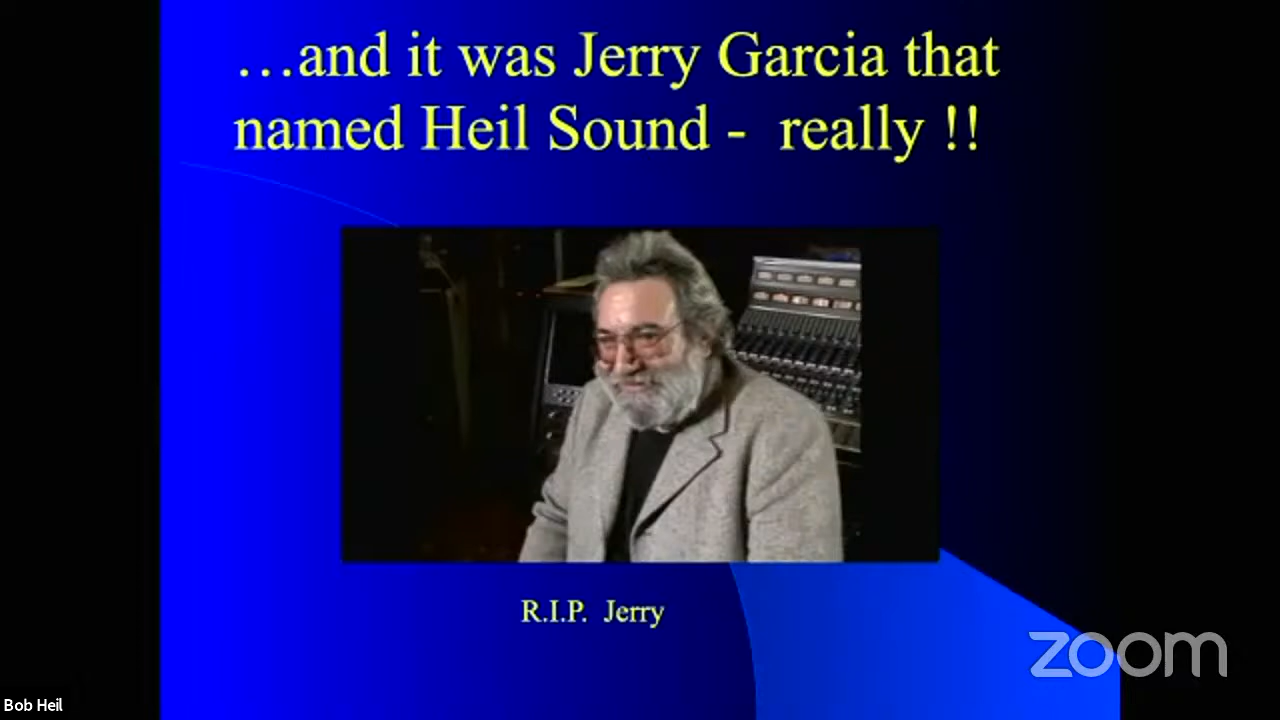 …and it was Jerry Garcia that
named Heil Sound - really !!
R.I.P. Jerry
zoom
Bob Heil